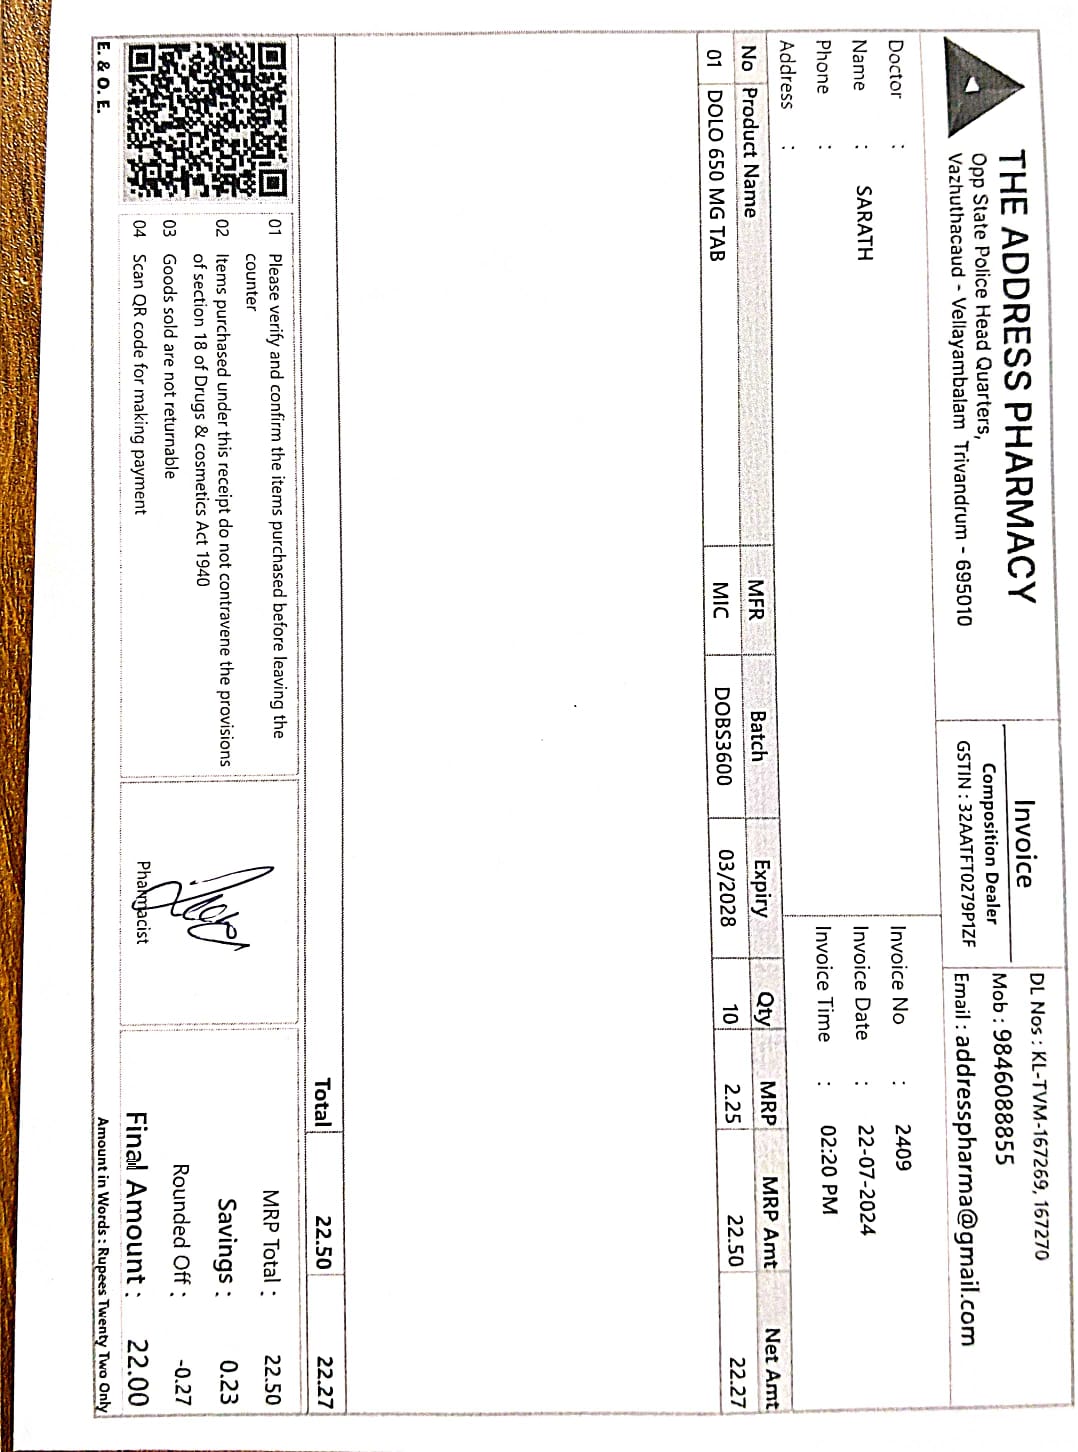 THE ADDRESS PHARMACY
Opp State Police Head Quarters,
Vazhuthacaud - Vellayambalam Trivandrum - 695010
Invoice
Composition Dealer
GSTIN : 32AATFT0279P1ZF
DL Nos : KL-TVM-167269, 167270
Mob : 9846088855
Email : addresspharma@gmail.com
Doctor :
Name : SARATH
Phone :
Address :
Invoice No : 2409
Invoice Date : 22-07-2024
Invoice Time : 02:20 PM
No Product Name MFR Batch Expiry Qty MRP MRP Amt Net Amt
01 DOLO 650 MG TAB MIC DOBS3600 03/2028 10 2.25 22.50 22.27
Total 22.50 22.27
01 Please verify and confirm the items purchased before leaving the
counter
02 Items purchased under this receipt do not contravene the provisions
of section 18 of Drugs & cosmetics Act 1940
03 Goods sold are not returnable
04 Scan QR code for making payment
Pharmacist
MRP Total : 22.50
Savings : 0.23
Rounded Off : -0.27
Final Amount : 22.00
E. & O. E.
Amount in Words : Rupees Twenty Two Only